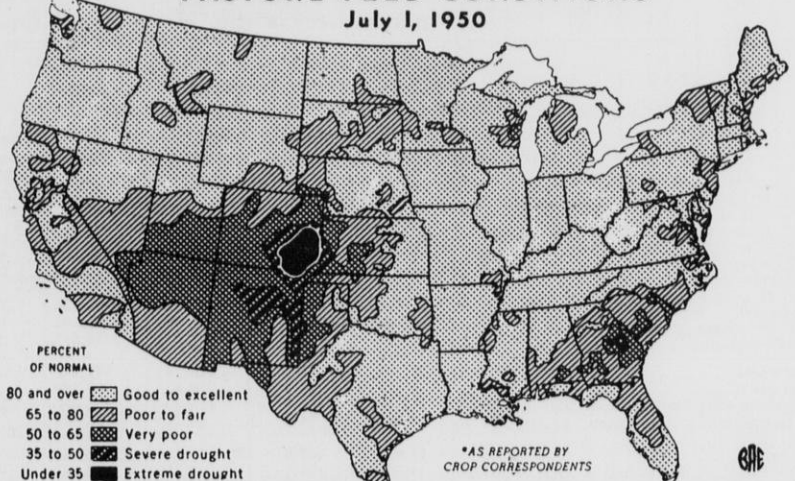 July 1, 1950
PERCENT
OF NORMAL
80 and over Good to excellent
65 to 80 Poor to fair
50 to 65 Very poor
35 to 50 Severe drought
Under 35 Extreme drought
*AS REPORTED BY
CROP CORRESPONDENTS
BAE